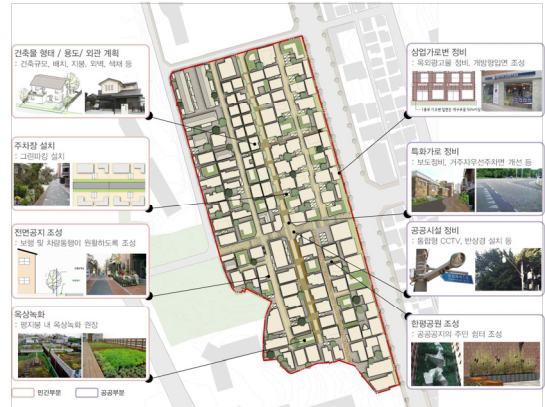 건축물 형태 / 용도/ 외관 계획
: 건축규모, 배치, 지붕, 외벽, 색채 등
주차장 설치
: 그린파킹 설치
전면공지 조성
: 보행 및 차량통행이 원활하도록 조성
옥상녹화
: 평지붕 내 옥상녹화 권장
민간부문
공공부문
상업가로변 정비
: 옥외광고물 정비, 개방형입면 조성
특화가로 정비
: 보도정비, 거주자우선주차면 개선 등
공공시설 정비
: 통합형 CCTV, 반사경 설치 등
한평공원 조성
: 공공공지의 주민 쉼터 조성